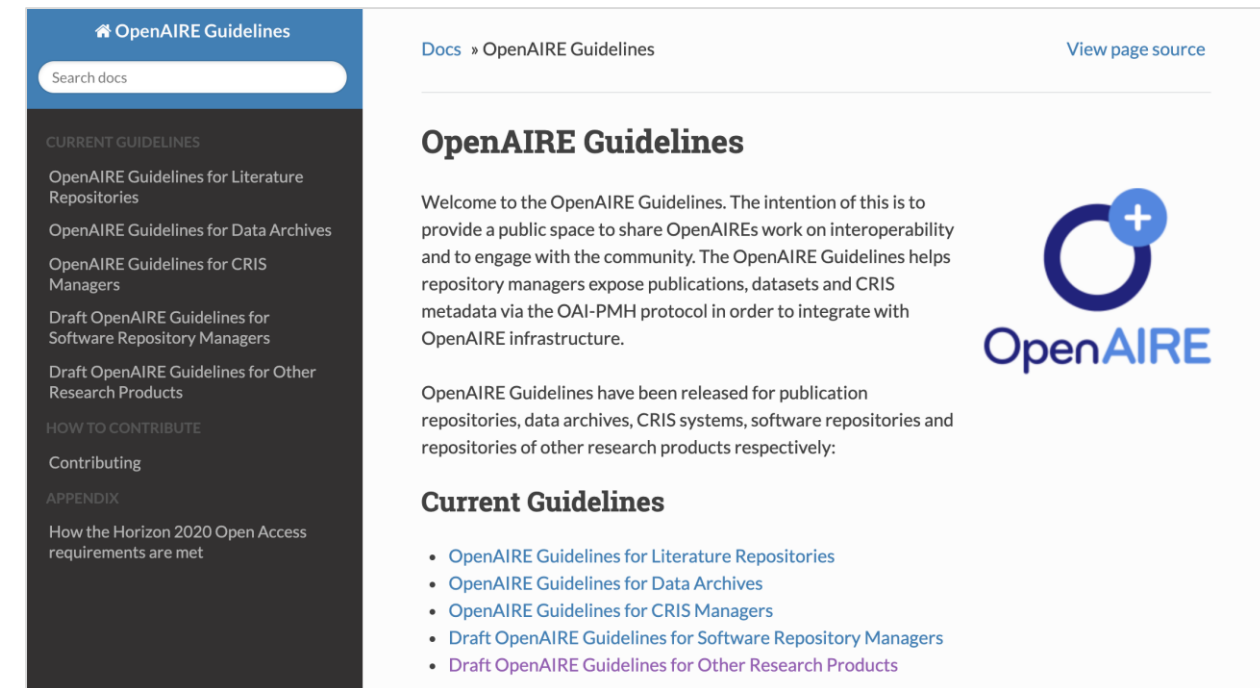 OpenAIRE Guidelines
Search docs
CURRENT GUIDELINES
OpenAIRE Guidelines for Literature
Repositories
OpenAIRE Guidelines for Data Archives
OpenAIRE Guidelines for CRIS
Managers
Draft OpenAIRE Guidelines for
Software Repository Managers
Draft OpenAIRE Guidelines for Other
Research Products
HOW TO CONTRIBUTE
Contributing
APPENDIX
How the Horizon 2020 Open Access
requirements are met
Docs » OpenAIRE Guidelines
View page source
OpenAIRE Guidelines
Welcome to the OpenAIRE Guidelines. The intention of this is to
provide a public space to share OpenAIREs work on interoperability
and to engage with the community. The OpenAIRE Guidelines helps
repository managers expose publications, datasets and CRIS
metadata via the OAI-PMH protocol in order to integrate with
OpenAIRE infrastructure.
OpenAIRE
OpenAIRE Guidelines have been released for publication
repositories, data archives, CRIS systems, software repositories and
repositories of other research products respectively:
Current Guidelines
• OpenAIRE Guidelines for Literature Repositories
• OpenAIRE Guidelines for Data Archives
• OpenAIRE Guidelines for CRIS Managers
• Draft OpenAIRE Guidelines for Software Repository Managers
• Draft OpenAIRE Guidelines for Other Research Products